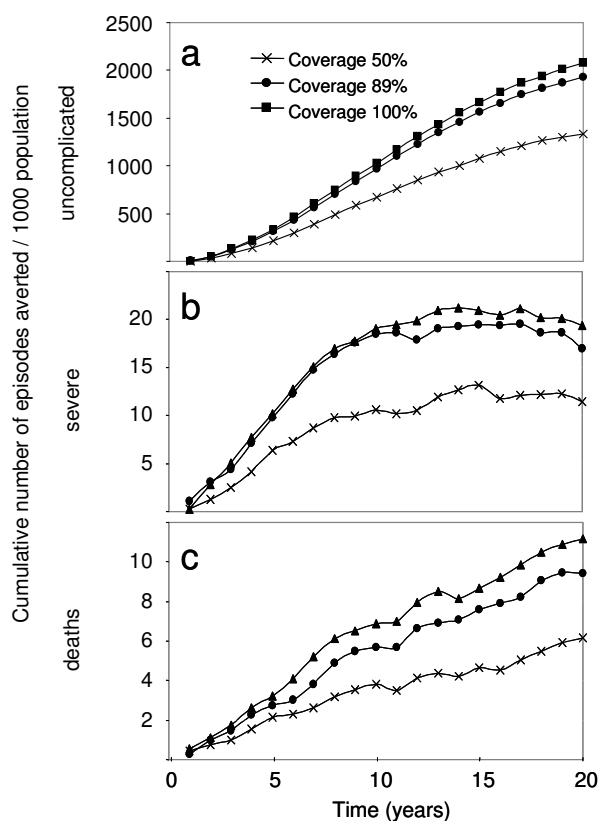 Cumulative number of episodes averted / 1000 population
uncomplicated
2500
2000
1500
1000
500
a
Coverage 50%
Coverage 89%
Coverage 100%
severe
20
15
10
5
b
deaths
10
8
6
4
2
c
0 5 10 15 20
Time (years)